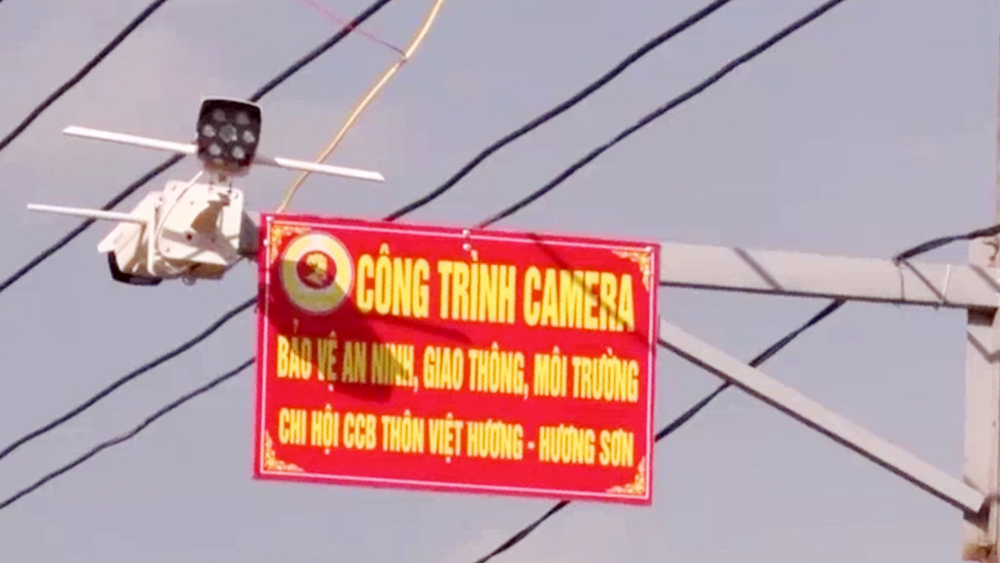 CÔNG TRÌNH CAMERA
BẢO VỆ AN NINH, GIAO THÔNG, MÔI TRƯỜNG
CHI HỘI CCB THÔN VIỆT HƯƠNG - HƯƠNG SƠN